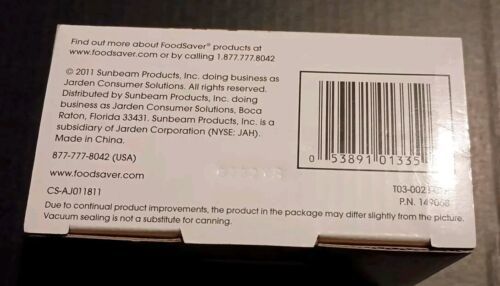 Find out more about FoodSaver® products at
www.foodsaver.com or by calling 1.877.777.8042
© 2011 Sunbeam Products, Inc. doing business as
Jarden Consumer Solutions. All rights reserved.
Distributed by Sunbeam Products, Inc. doing
business as Jarden Consumer Solutions, Boca
Raton, Florida 33431. Sunbeam Products, Inc. is a
subsidiary of Jarden Corporation (NYSE: JAH).
Made in China.
877-777-8042 (USA)
www.foodsaver.com
CS-AJ011811
0 53891 01335
P.N. 149068
Due to continual product improvements, the product in the package may differ slightly from the picture.
Vacuum sealing is not a substitute for canning.